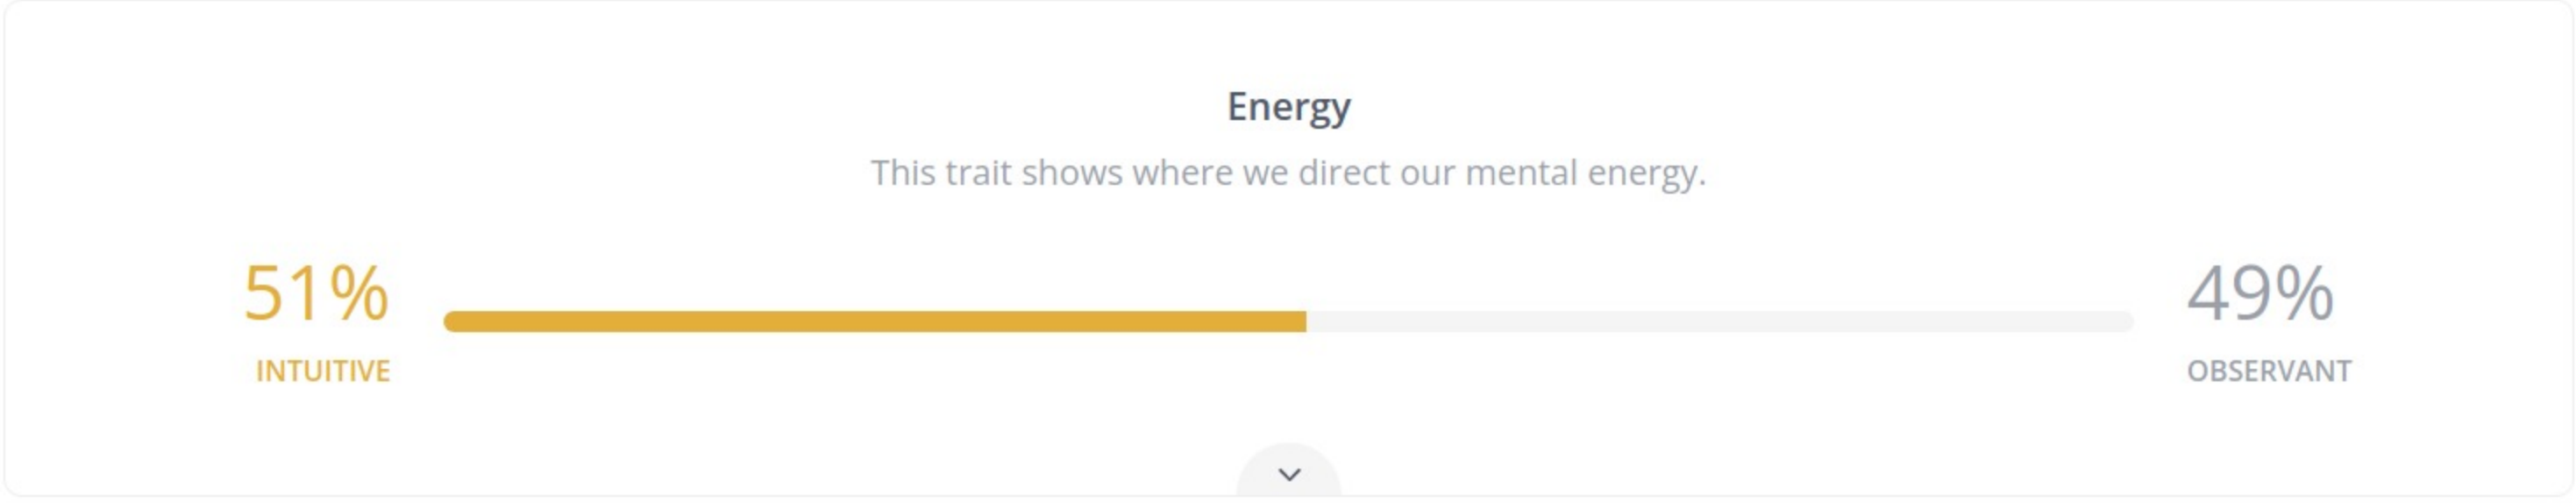 Energy
This trait shows where we direct our mental energy.
51%
INTUITIVE
49%
OBSERVANT